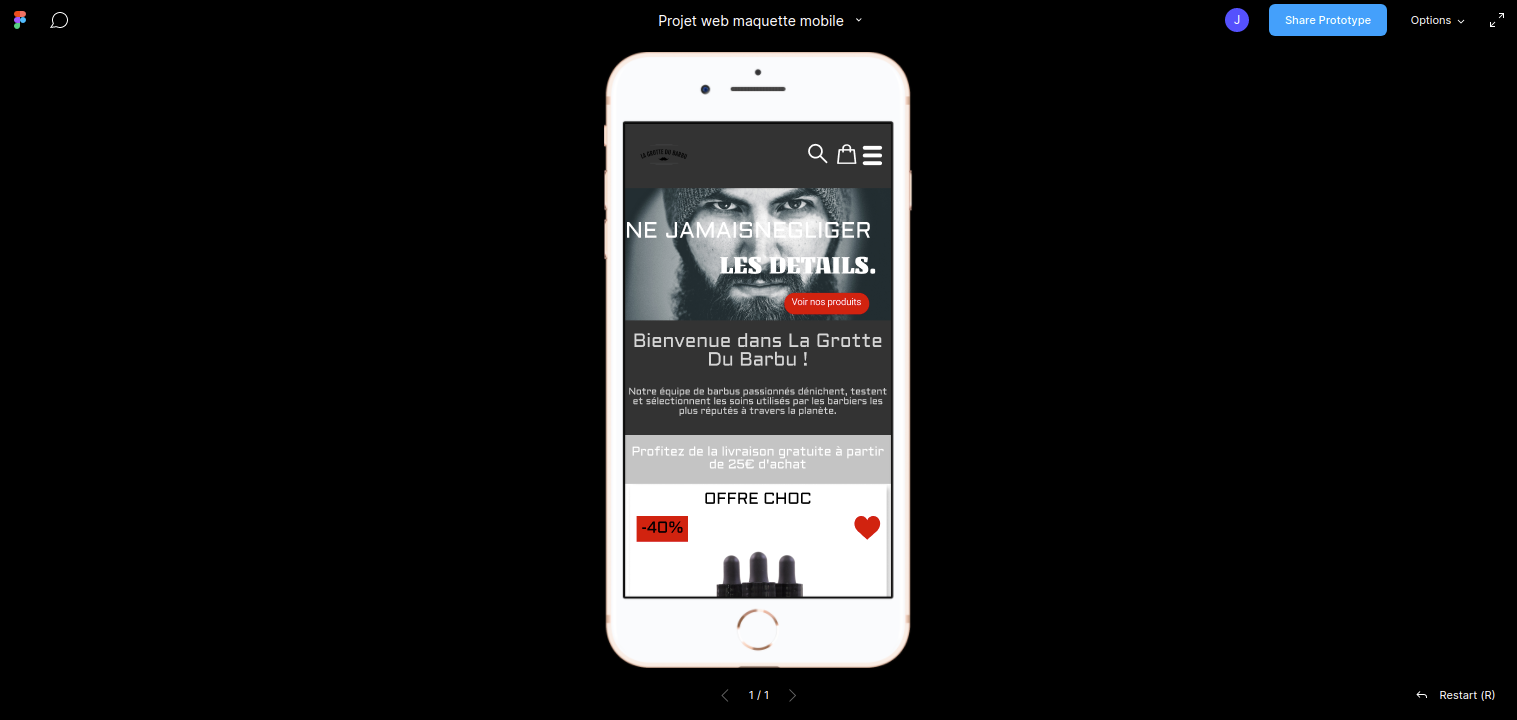 Projet web maquette mobile
J
Share Prototype
Options
LA GROTTE DU BARBU
NE JAMAISNEGLIGER
LES DETAILS.
Voir nos produits
Bienvenue dans La Grotte
Du Barbu !
Notre équipe de barbus passionnés dénichent, testent
et sélectionnent les soins utilisés par les barbiers les
plus réputés à travers la planète.
Profitez de la livraison gratuite à partir
de 25€ d'achat
OFFRE CHOC
-40%
1 / 1
Restart (R)